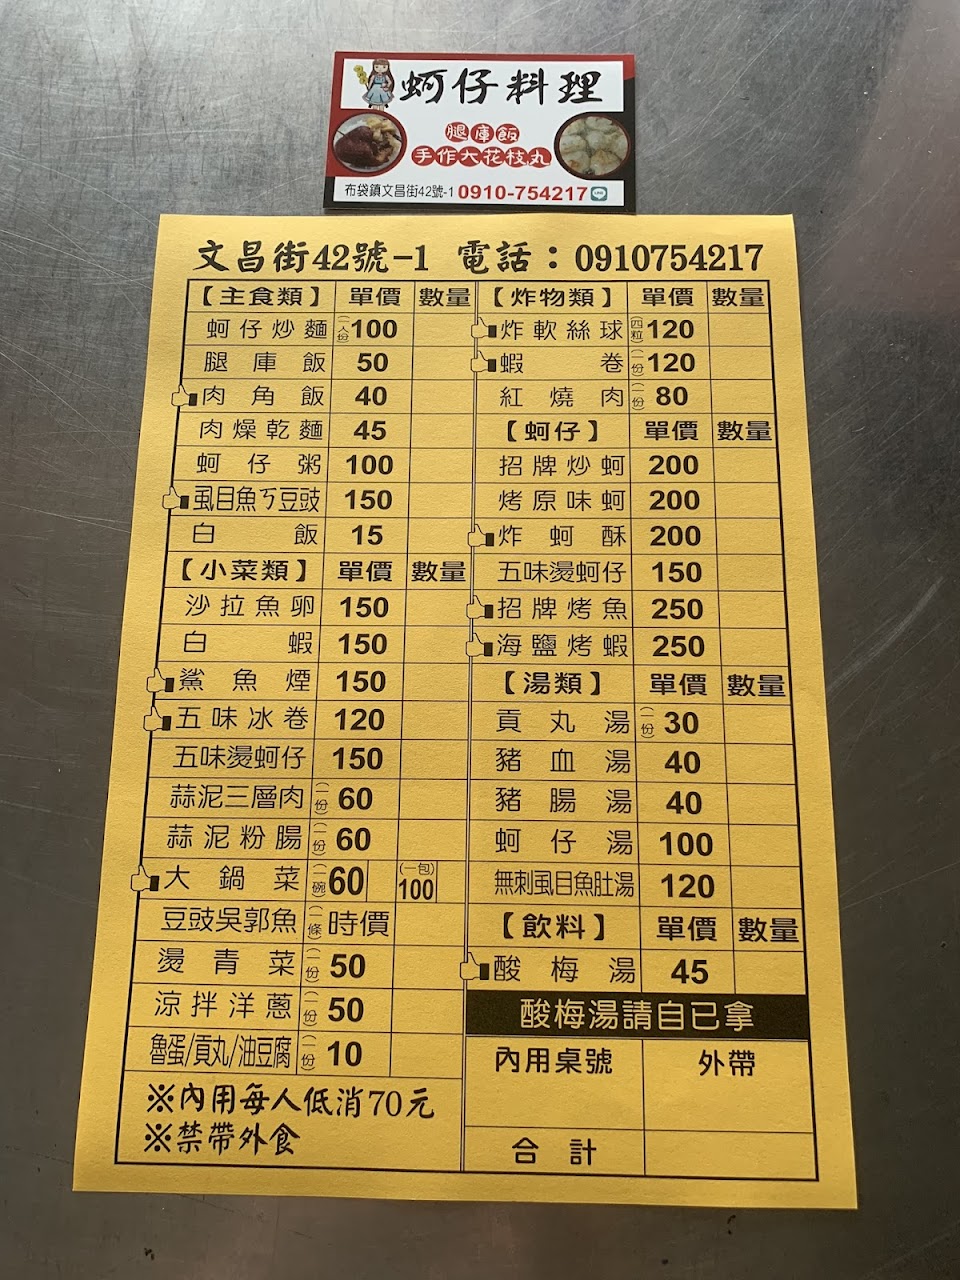 蚵仔料理
腿庫飯
手作大花枝丸
布袋鎮文昌街42號-1 0910-754217
文昌街42號-1 電話：0910754217
【主食類】 單價 數量
蚵仔炒麵 (一人份) 100
腿庫飯 50
肉角飯 40
肉燥乾麵 45
蚵仔粥 100
虱目魚ㄎ豆豉 150
白飯 15
【小菜類】 單價 數量
沙拉魚卵 150
白蝦 150
鯊魚煙 150
五味冰卷 120
五味燙蚵仔 150
蒜泥三層肉 (一份) 60
蒜泥粉腸 (一份) 60
大鍋菜 (一碗) 60 (一包) 100
豆豉吳郭魚 (一條) 時價
燙青菜 (一份) 50
涼拌洋蔥 (一份) 50
魯蛋/貢丸/油豆腐 (一份) 10
※內用每人低消70元
※禁帶外食
【炸物類】 單價 數量
炸軟絲球 (四粒) 120
蝦卷 (一份) 120
紅燒肉 (一份) 80
【蚵仔】 單價 數量
招牌炒蚵 200
烤原味蚵 200
炸蚵酥 200
五味燙蚵仔 150
招牌烤魚 250
海鹽烤蝦 250
【湯類】 單價 數量
貢丸湯 (一份) 30
豬血湯 40
豬腸湯 40
蚵仔湯 100
無刺虱目魚肚湯 120
【飲料】 單價 數量
酸梅湯 45
酸梅湯請自已拿
內用桌號 外帶
合計